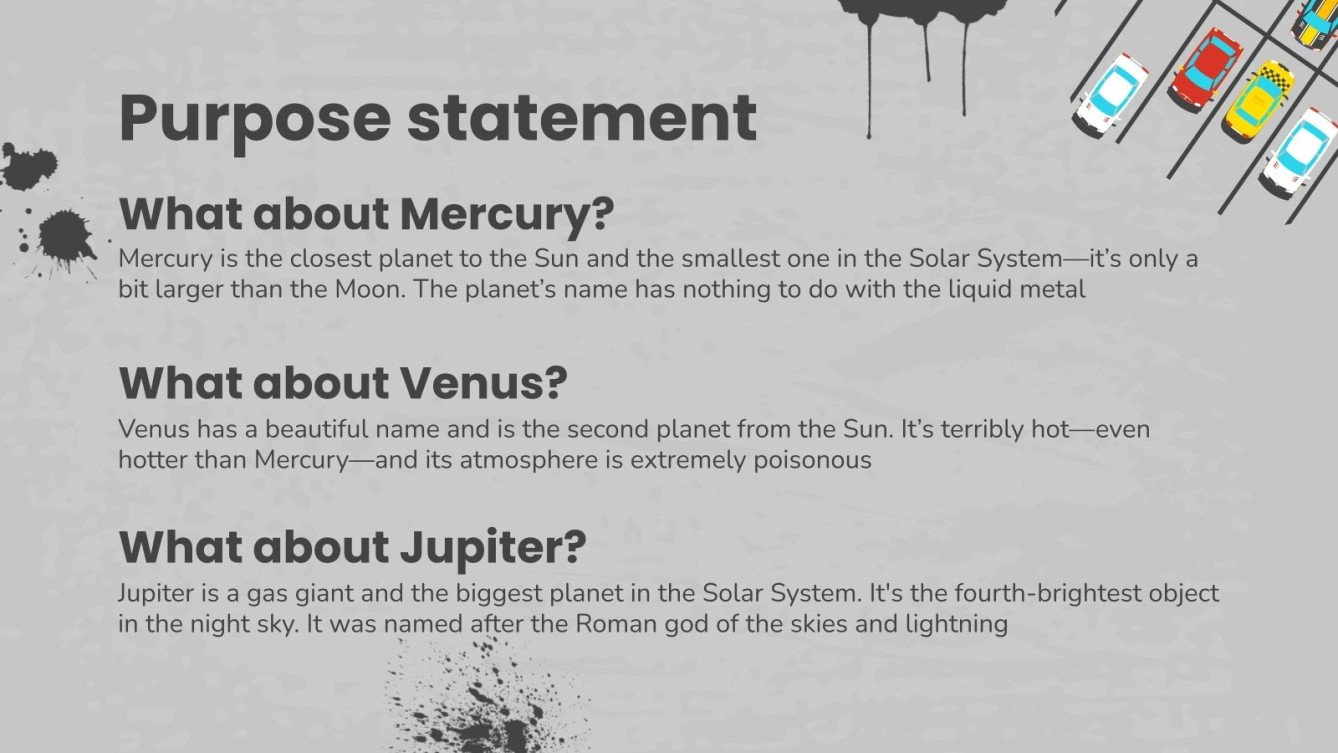 Purpose statement
What about Mercury?
Mercury is the closest planet to the Sun and the smallest one in the Solar System—it’s only a
bit larger than the Moon. The planet’s name has nothing to do with the liquid metal
What about Venus?
Venus has a beautiful name and is the second planet from the Sun. It’s terribly hot—even
hotter than Mercury—and its atmosphere is extremely poisonous
What about Jupiter?
Jupiter is a gas giant and the biggest planet in the Solar System. It's the fourth-brightest object
in the night sky. It was named after the Roman god of the skies and lightning